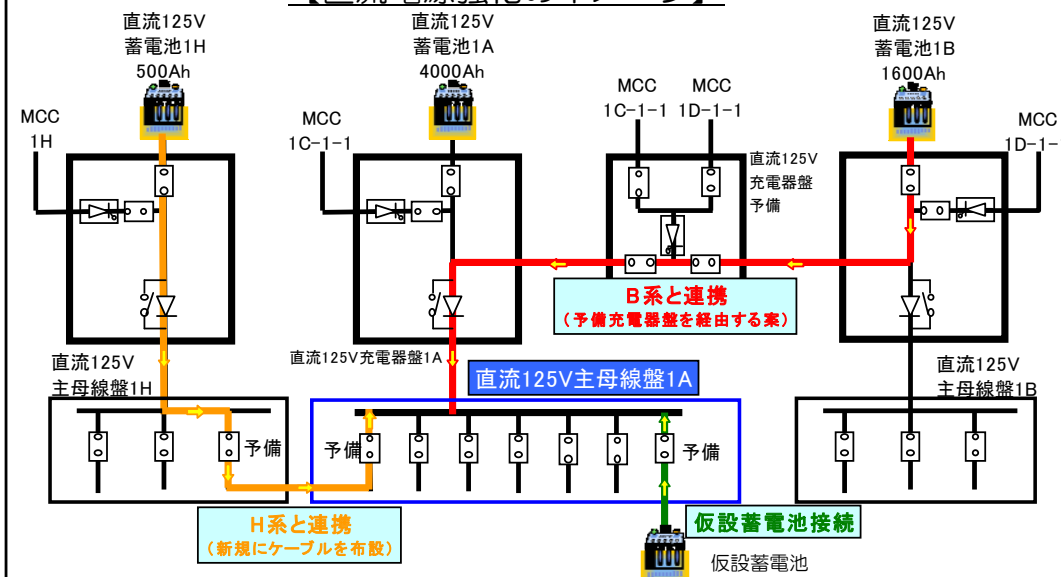 直流125V
蓄電池1H
500Ah
直流125V
蓄電池1A
4000Ah
直流125V
蓄電池1B
1600Ah
MCC
1H
MCC
1C-1-1
MCC
1C-1-1
MCC
1D-1-1
MCC
1D-1-
直流125V
充電器盤
予備
B系と連携
(予備充電器盤を経由する案)
直流125V充電器盤1A
直流125V
主母線盤1H
直流125V主母線盤1A
直流125V
主母線盤1B
予備
予備
予備
H系と連携
(新規にケーブルを布設)
仮設蓄電池接続
仮設蓄電池